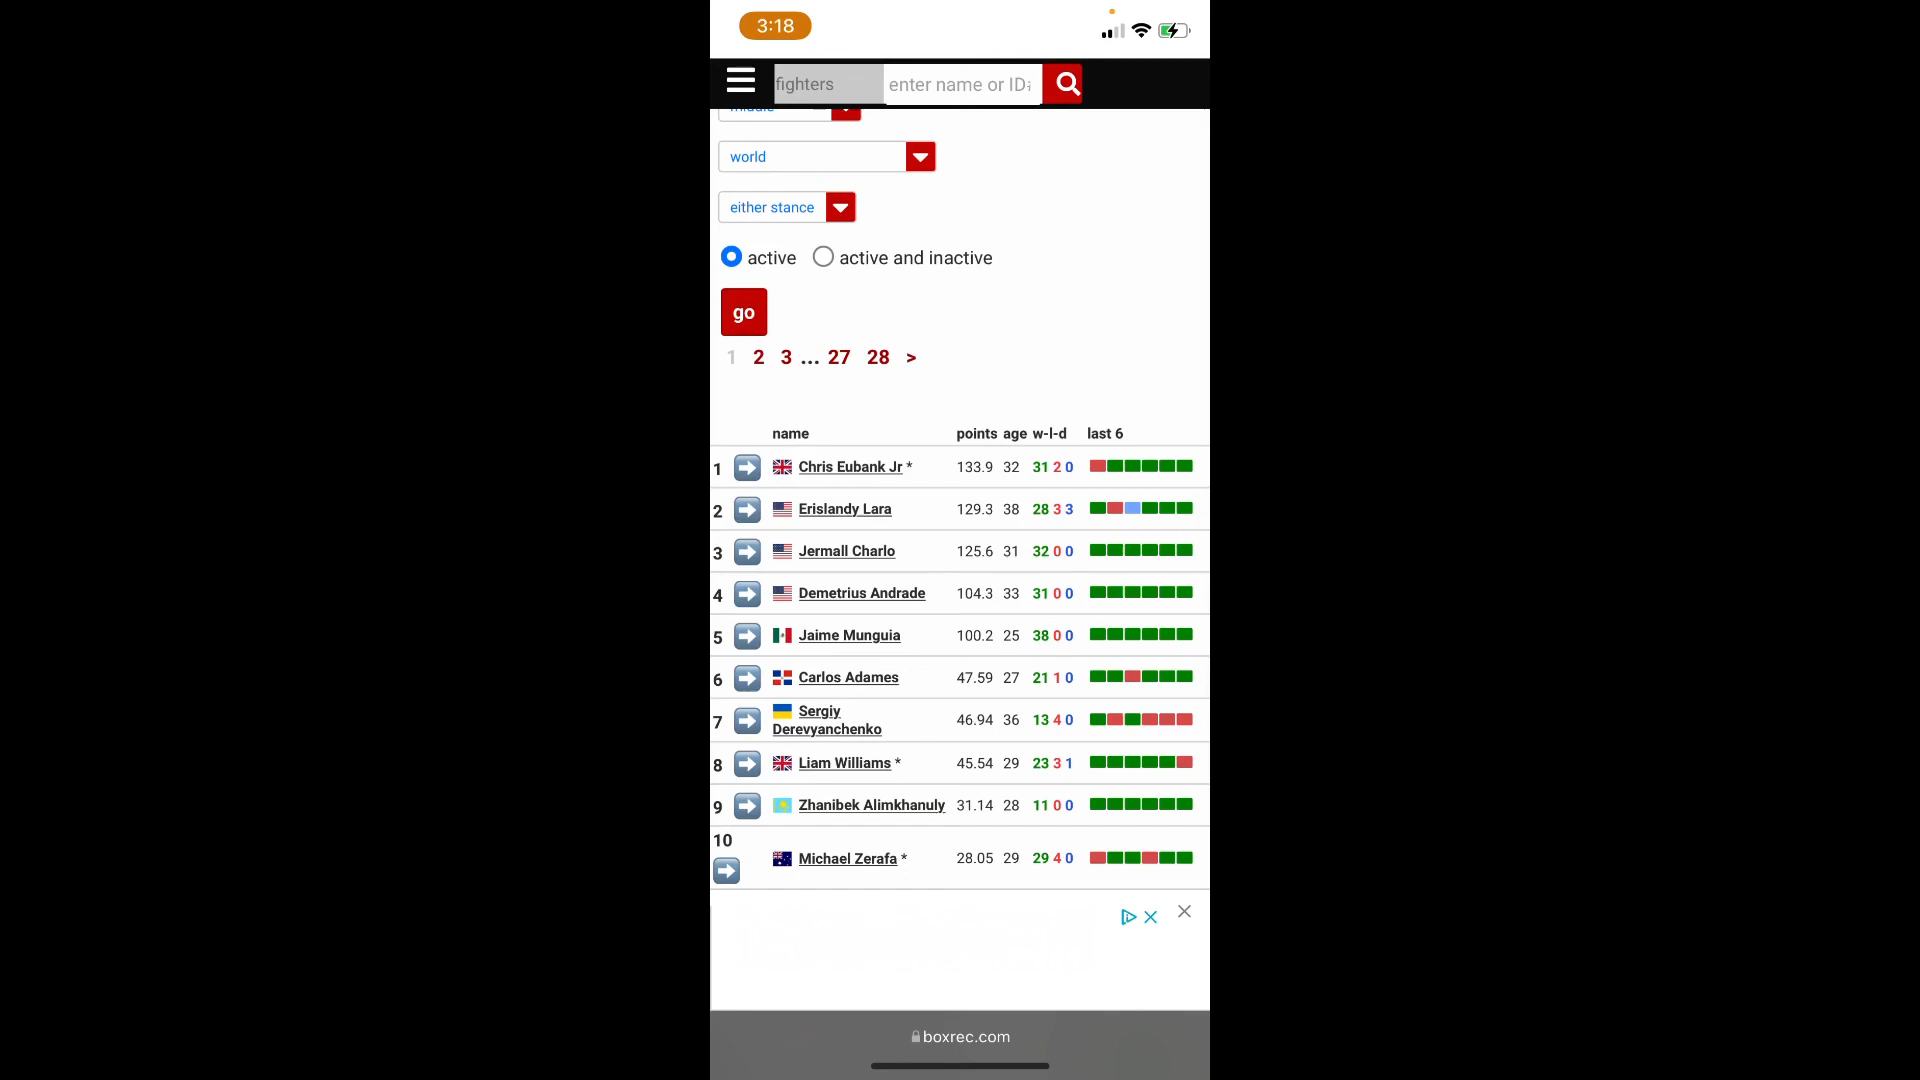 3:18
fighters enter name or ID#
middle
world
either stance
active active and inactive
go
1 2 3 ... 27 28 >
name points age w-l-d last 6
1 Chris Eubank Jr * 133.9 32 31 2 0
2 Erislandy Lara 129.3 38 28 3 3
3 Jermall Charlo 125.6 31 32 0 0
4 Demetrius Andrade 104.3 33 31 0 0
5 Jaime Munguia 100.2 25 38 0 0
6 Carlos Adames 47.59 27 21 1 0
7 Sergiy Derevyanchenko 46.94 36 13 4 0
8 Liam Williams * 45.54 29 23 3 1
9 Zhanibek Alimkhanuly 31.14 28 11 0 0
10 Michael Zerafa * 28.05 29 29 4 0
boxrec.com